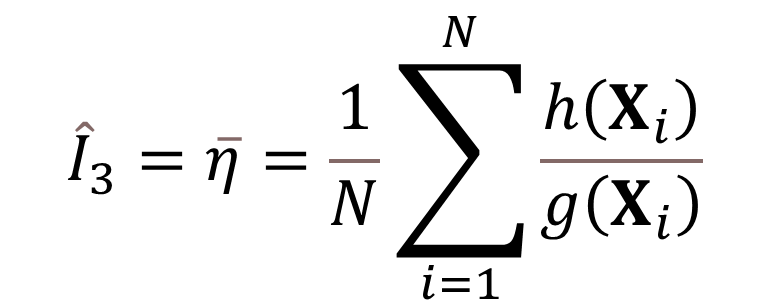 Î₃ = η̄ = 1/N ∑_{i=1}^{N} h(𝐗ᵢ)/g(𝐗ᵢ)